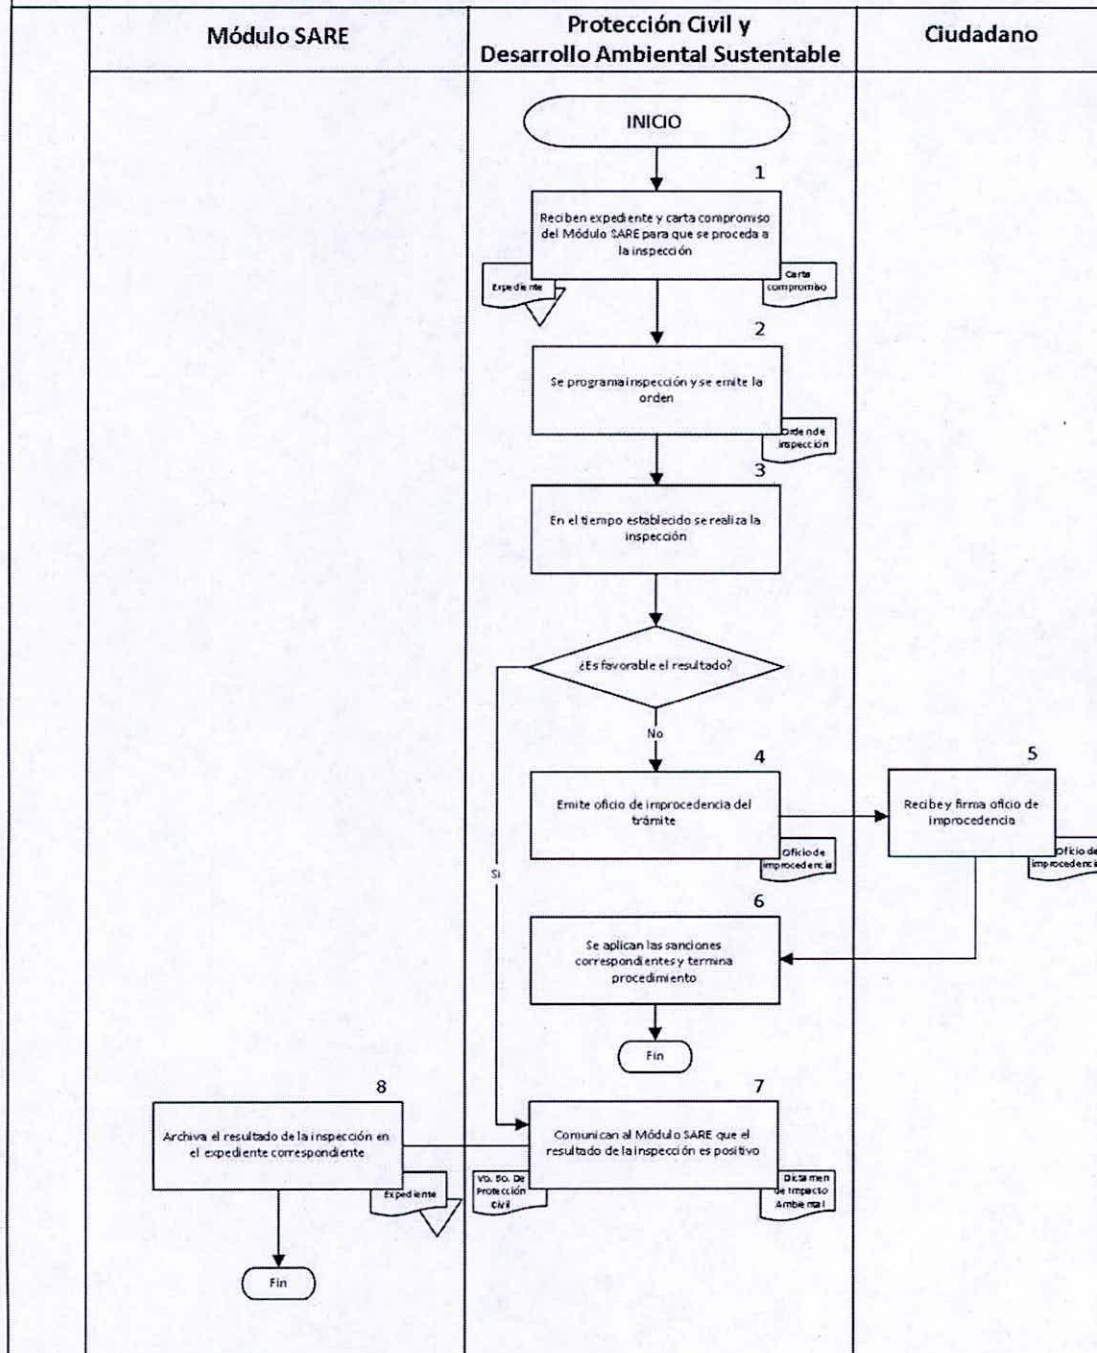 Módulo SARE
Protección Civil y
Desarrollo Ambiental Sustentable
Ciudadano
INICIO
1
Reciben expediente y carta compromiso
del Módulo SARE para que se proceda a
la inspección
Expediente
Carta
compromiso
2
Se programa inspección y se emite la
orden
Orden de
inspección
3
En el tiempo establecido se realiza la
inspección
¿Es favorable el resultado?
No
Si
4
Emite oficio de improcedencia del
trámite
Oficio de
improcedencia
5
Recibe y firma oficio de
improcedencia
Oficio de
improcedencia
6
Se aplican las sanciones
correspondientes y termina
procedimiento
Fin
7
Comunican al Módulo SARE que el
resultado de la inspección es positivo
Vo. Bo. De
Protección
Civil
Dictamen
de Impacto
Ambiental
8
Archiva el resultado de la inspección en
el expediente correspondiente
Expediente
Fin